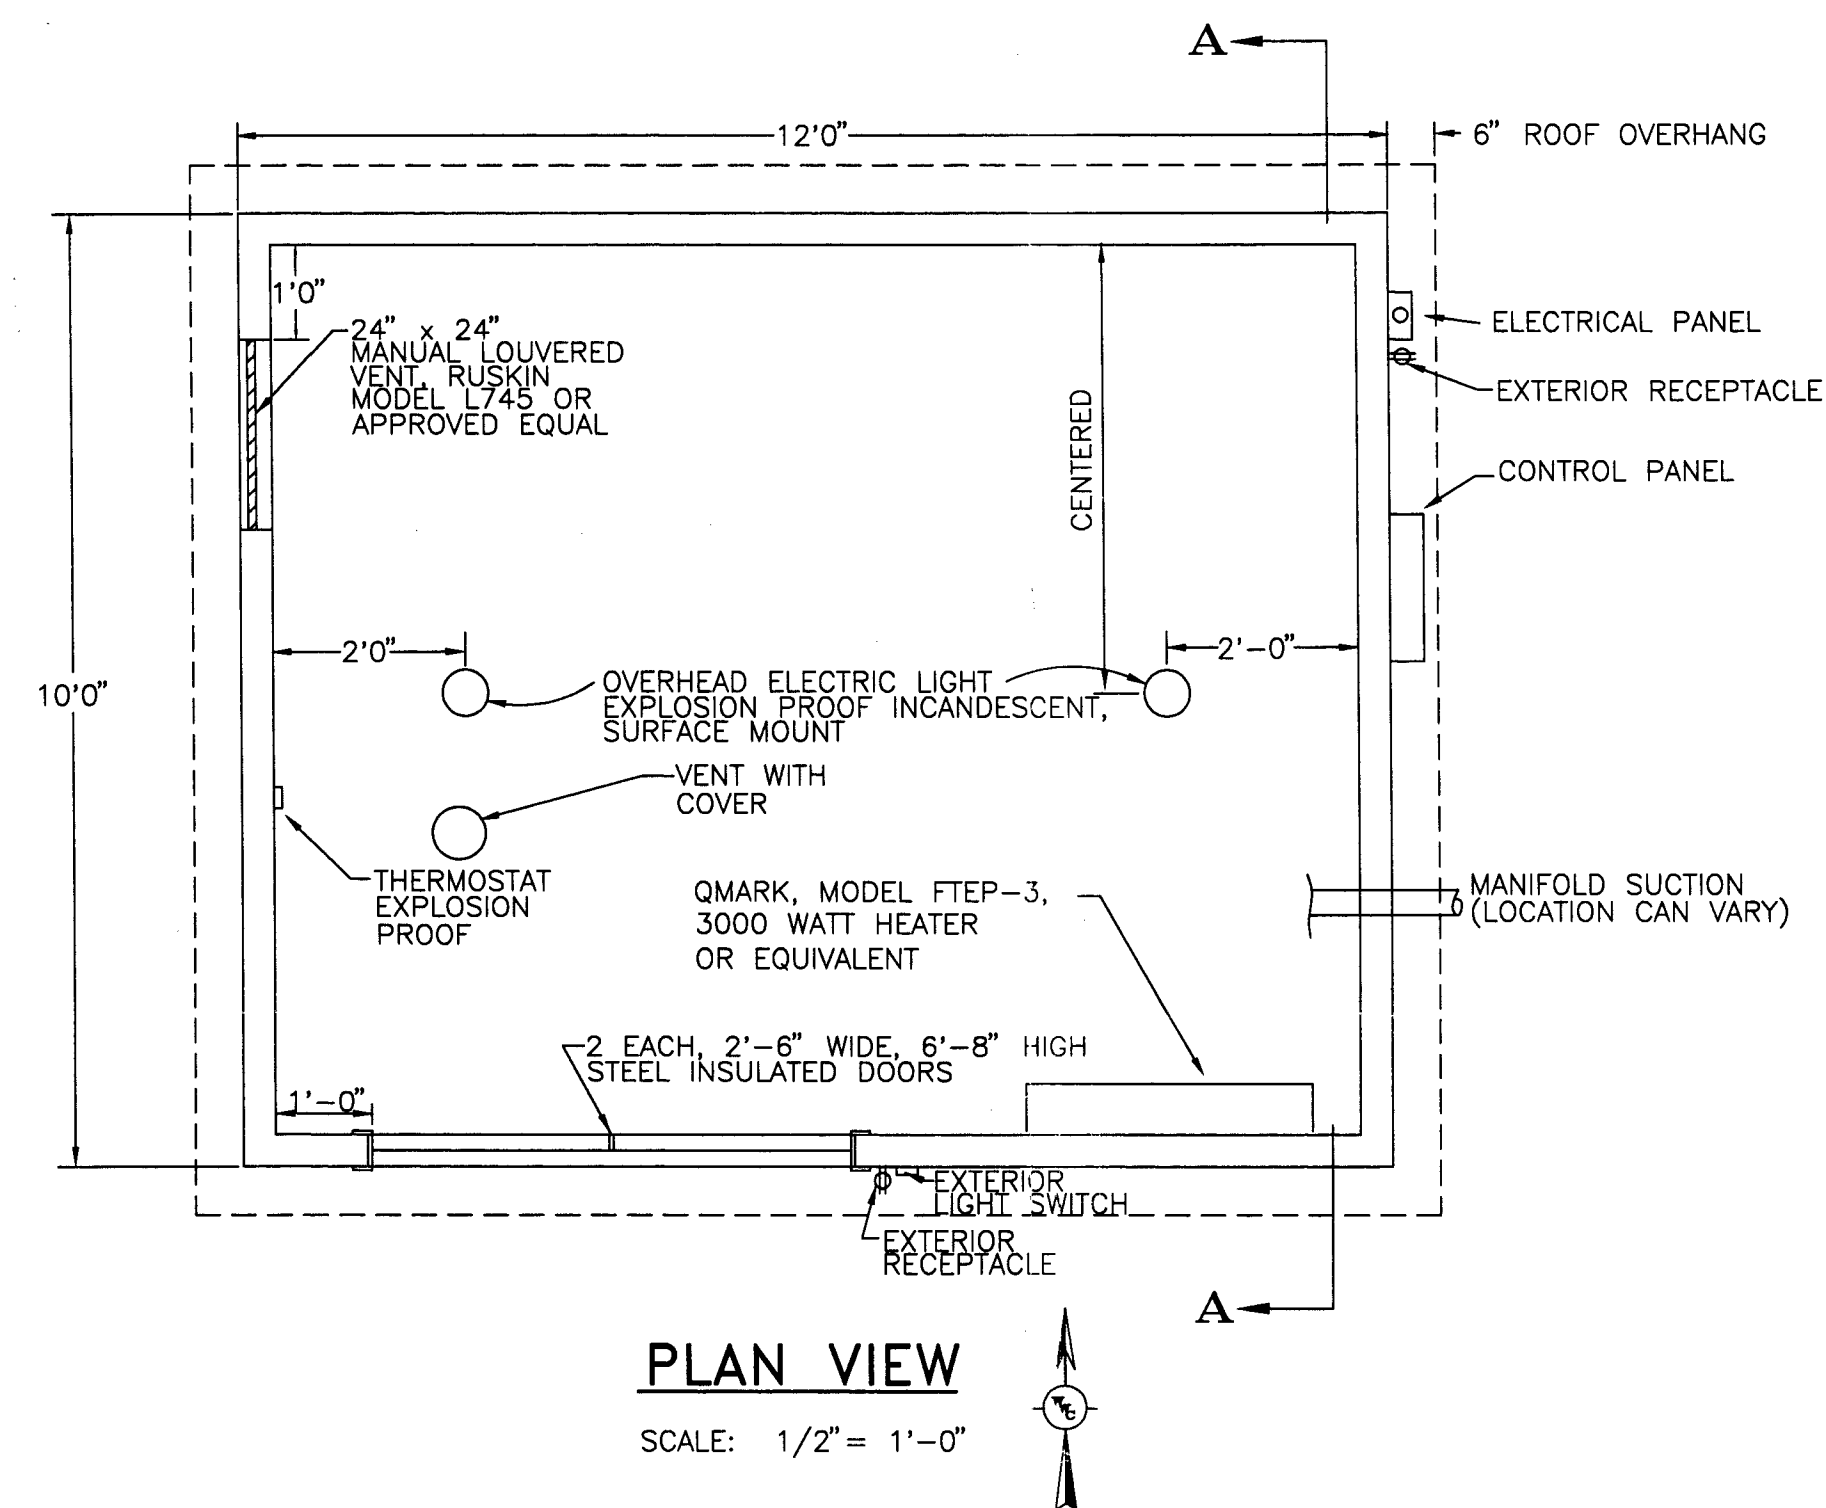 A
12'0"
6" ROOF OVERHANG
1'0"
24" x 24"
MANUAL LOUVERED
VENT, RUSKIN
MODEL L745 OR
APPROVED EQUAL
ELECTRICAL PANEL
EXTERIOR RECEPTACLE
CENTERED
CONTROL PANEL
2'0"
2'-0"
10'0"
OVERHEAD ELECTRIC LIGHT
EXPLOSION PROOF INCANDESCENT,
SURFACE MOUNT
VENT WITH
COVER
THERMOSTAT
EXPLOSION
PROOF
QMARK, MODEL FTEP-3,
3000 WATT HEATER
OR EQUIVALENT
MANIFOLD SUCTION
(LOCATION CAN VARY)
2 EACH, 2'-6" WIDE, 6'-8" HIGH
STEEL INSULATED DOORS
1'-0"
EXTERIOR
LIGHT SWITCH
EXTERIOR
RECEPTACLE
A
PLAN VIEW
SCALE: 1/2" = 1'-0"